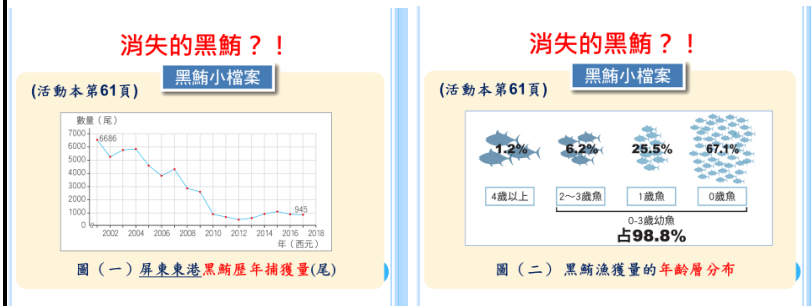 消失的黑鮪？！
黑鮪小檔案
(活動本第61頁)
數量（尾）
7000
6000
5000
4000
3000
2000
1000
0
6686
945
2002 2004 2006 2008 2010 2012 2014 2016 2018
年（西元）
圖（一）屏東東港黑鮪歷年捕獲量(尾)
消失的黑鮪？！
黑鮪小檔案
(活動本第61頁)
1.2% 6.2% 25.5% 67.1%
4歲以上 2～3歲魚 1歲魚 0歲魚
0-3歲幼魚
占98.8%
圖（二） 黑鮪漁獲量的年齡層分布